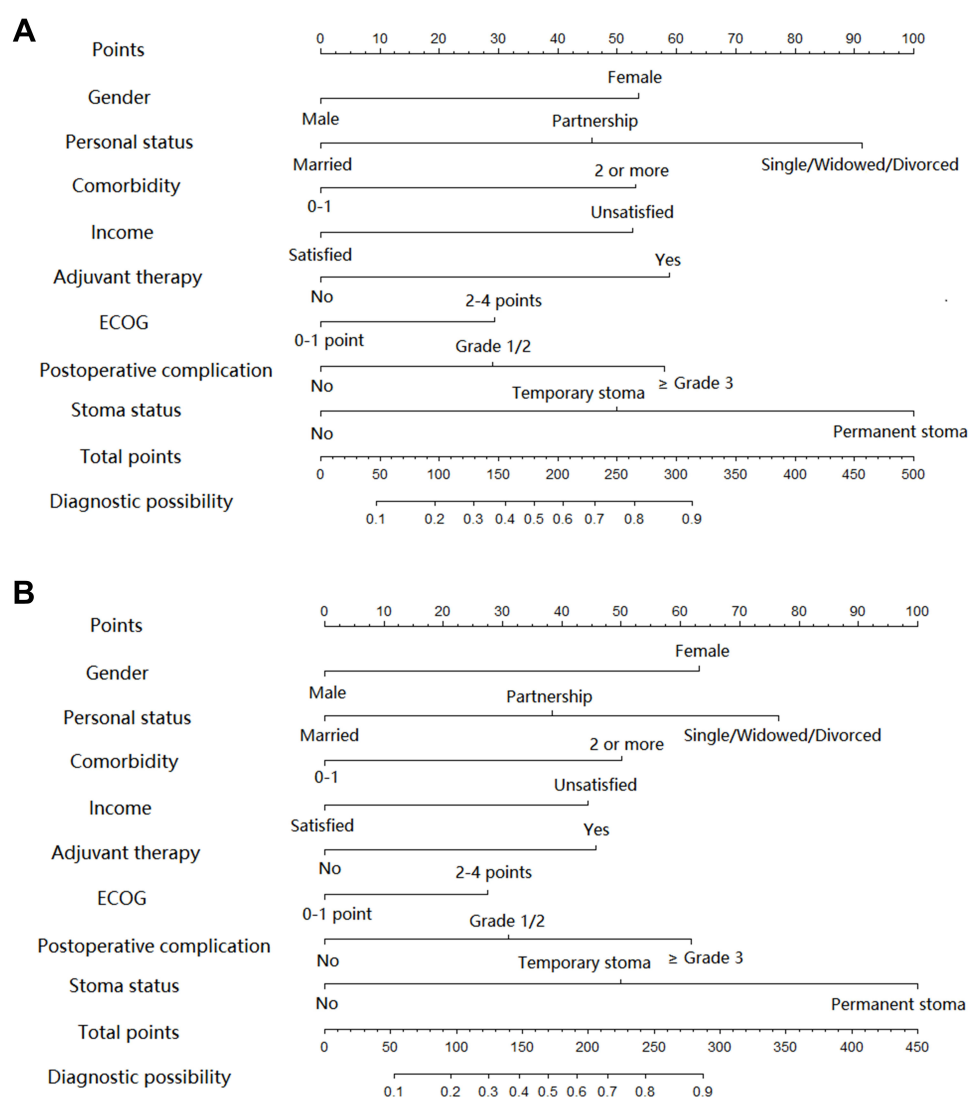 A
Points
0 10 20 30 40 50 60 70 80 90 100
Female
Gender
Male
Partnership
Personal status
Married
Single/Widowed/Divorced
2 or more
Comorbidity
0-1
Unsatisfied
Income
Satisfied
Yes
Adjuvant therapy
No
2-4 points
ECOG
0-1 point
Grade 1/2
Postoperative complication
No
≥ Grade 3
Temporary stoma
Stoma status
No
Permanent stoma
Total points
0 50 100 150 200 250 300 350 400 450 500
Diagnostic possibility
0.1 0.2 0.3 0.4 0.5 0.6 0.7 0.8 0.9
B
Points
0 10 20 30 40 50 60 70 80 90 100
Female
Gender
Male
Partnership
Personal status
Married
Single/Widowed/Divorced
2 or more
Comorbidity
0-1
Unsatisfied
Income
Satisfied
Yes
Adjuvant therapy
No
2-4 points
ECOG
0-1 point
Grade 1/2
Postoperative complication
No
≥ Grade 3
Temporary stoma
Stoma status
No
Permanent stoma
Total points
0 50 100 150 200 250 300 350 400 450
Diagnostic possibility
0.1 0.2 0.3 0.4 0.5 0.6 0.7 0.8 0.9